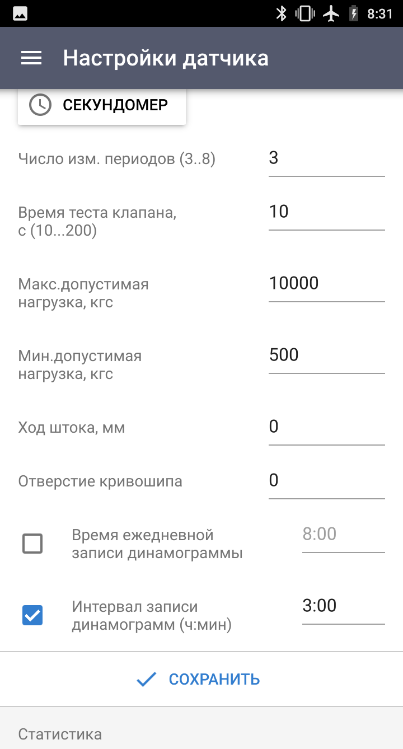 8:31
Настройки датчика
СЕКУНДОМЕР
Число изм. периодов (3..8)
3
Время теста клапана,
с (10...200)
10
Макс.допустимая
нагрузка, кгс
10000
Мин.допустимая
нагрузка, кгс
500
Ход штока, мм
0
Отверстие кривошипа
0
Время ежедневной
записи динамограммы
8:00
Интервал записи
динамограмм (ч:мин)
3:00
СОХРАНИТЬ
Статистика